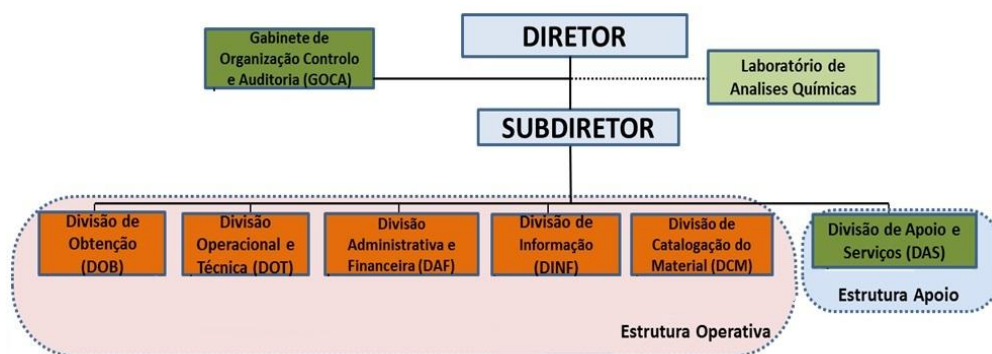 DIRETOR
Gabinete de
Organização Controlo
e Auditoria (GOCA)
Laboratório de
Analises Químicas
SUBDIRETOR
Divisão de
Obtenção
(DOB)
Divisão
Operacional e
Técnica (DOT)
Divisão
Administrativa e
Financeira (DAF)
Divisão de
Informação
(DINF)
Divisão de
Catalogação do
Material (DCM)
Divisão de Apoio e
Serviços (DAS)
Estrutura Apoio
Estrutura Operativa